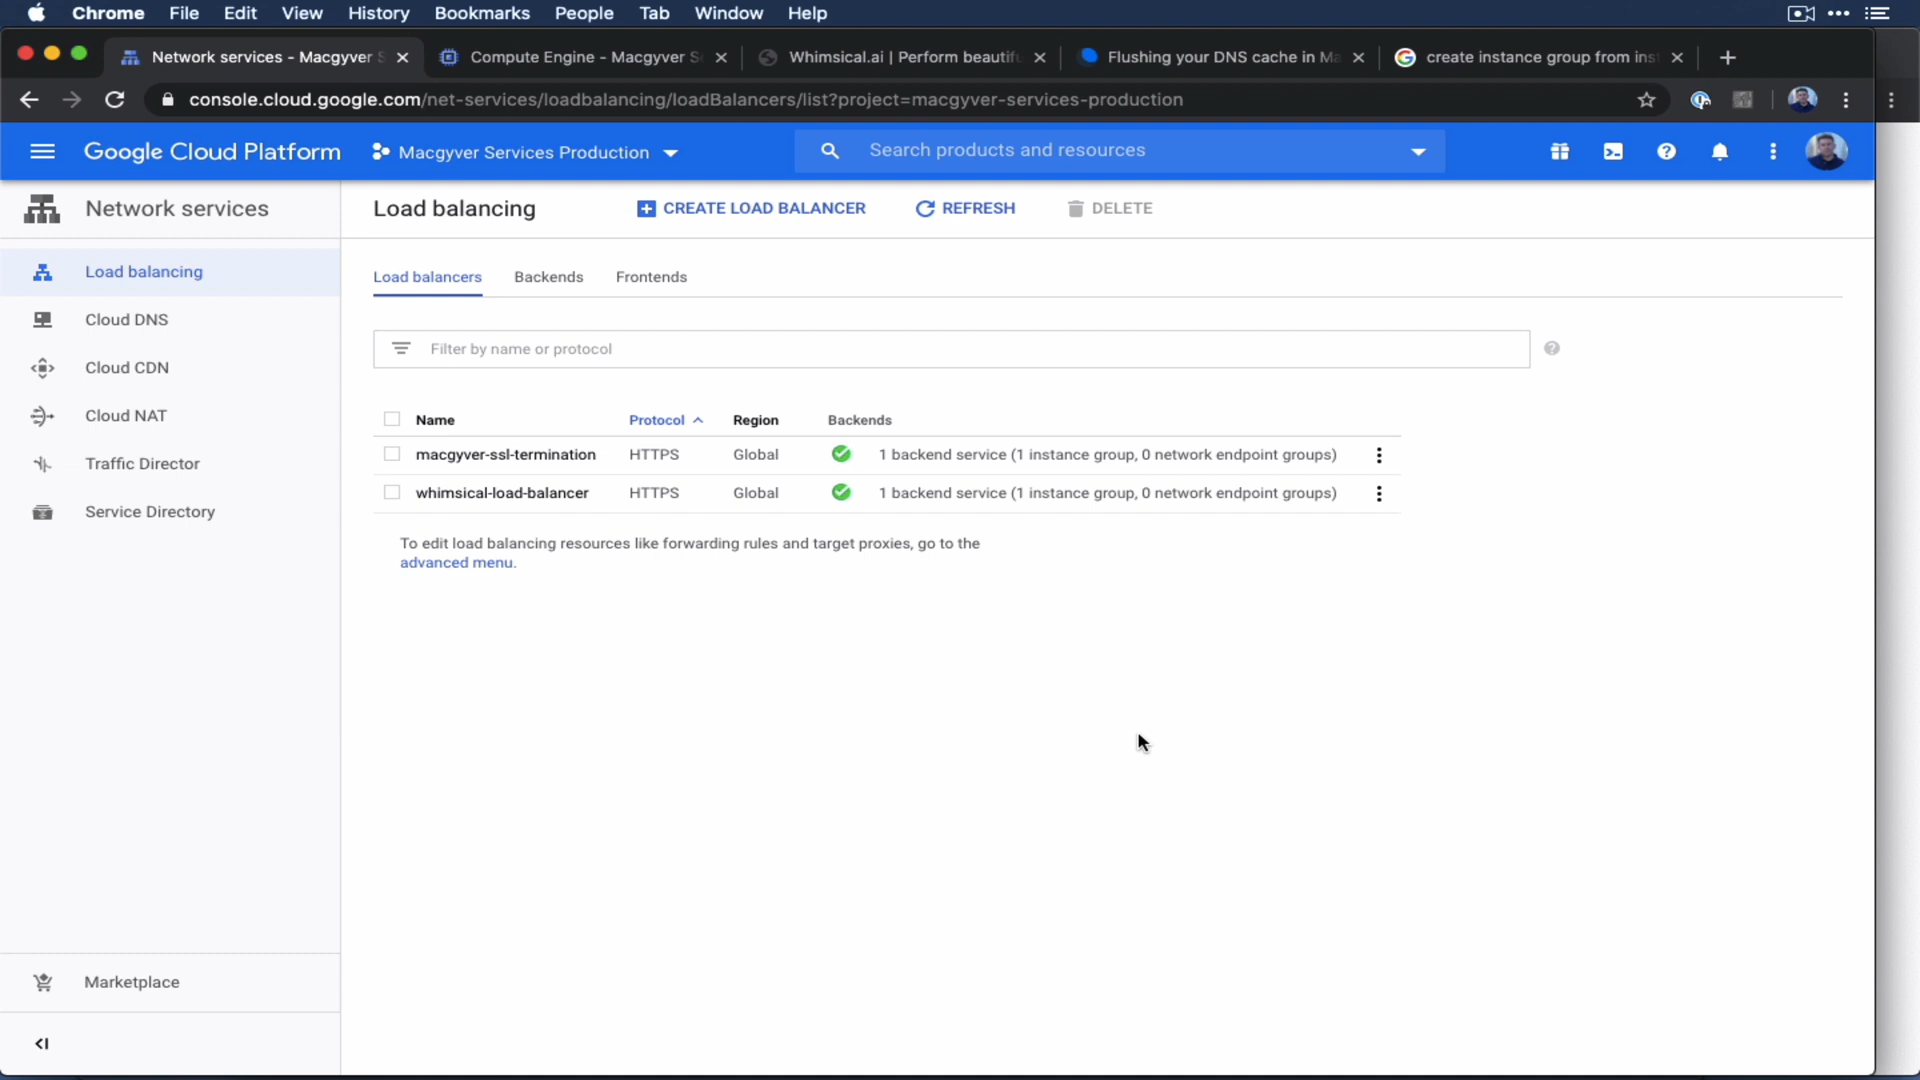 Chrome File Edit View History Bookmarks People Tab Window Help
Network services - Macgyver S
Compute Engine - Macgyver Se
Whimsical.ai | Perform beautifu
Flushing your DNS cache in Ma
create instance group from ins
console.cloud.google.com/net-services/loadbalancing/loadBalancers/list?project=macgyver-services-production
Google Cloud Platform
Macgyver Services Production
Search products and resources
Network services
Load balancing
CREATE LOAD BALANCER
REFRESH
DELETE
Load balancing
Cloud DNS
Cloud CDN
Cloud NAT
Traffic Director
Service Directory
Marketplace
Load balancers Backends Frontends
Filter by name or protocol
Name Protocol Region Backends
macgyver-ssl-termination HTTPS Global 1 backend service (1 instance group, 0 network endpoint groups)
whimsical-load-balancer HTTPS Global 1 backend service (1 instance group, 0 network endpoint groups)
To edit load balancing resources like forwarding rules and target proxies, go to the
advanced menu.